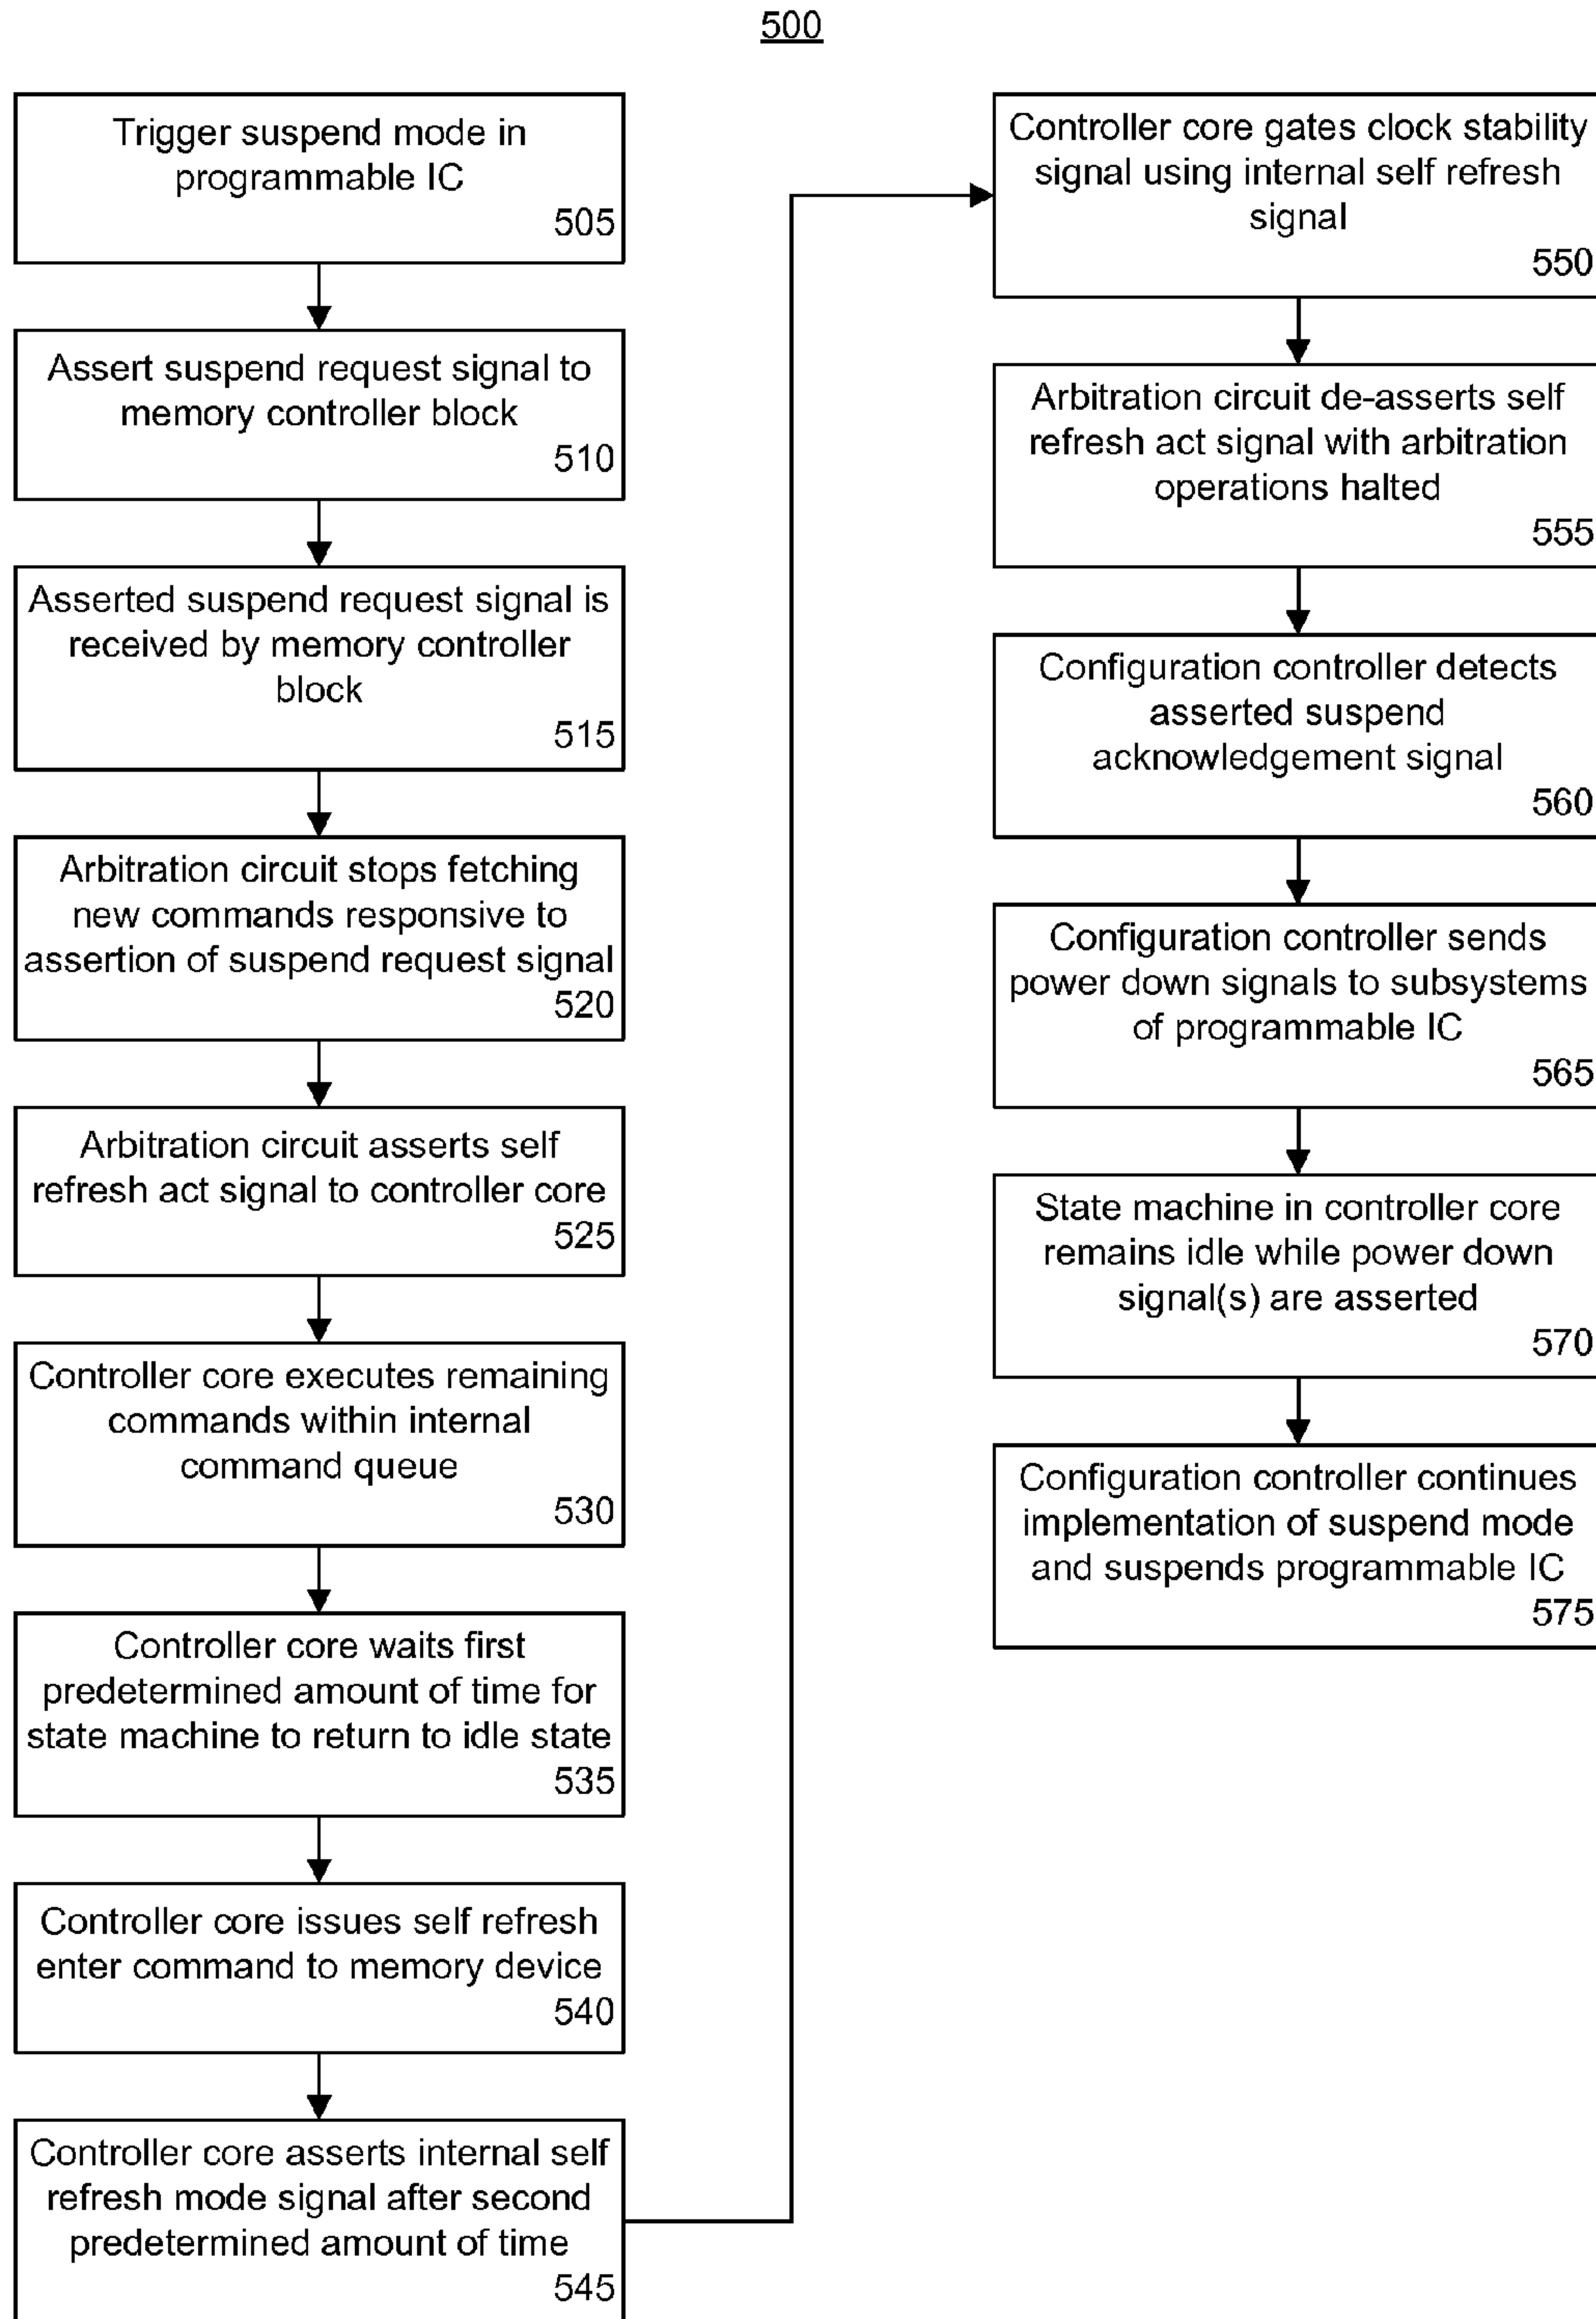 500
Trigger suspend mode in
programmable IC
505
Assert suspend request signal to
memory controller block
510
Asserted suspend request signal is
received by memory controller
block
515
Arbitration circuit stops fetching
new commands responsive to
assertion of suspend request signal
520
Arbitration circuit asserts self
refresh act signal to controller core
525
Controller core executes remaining
commands within internal
command queue
530
Controller core waits first
predetermined amount of time for
state machine to return to idle state
535
Controller core issues self refresh
enter command to memory device
540
Controller core asserts internal self
refresh mode signal after second
predetermined amount of time
545
Controller core gates clock stability
signal using internal self refresh
signal
550
Arbitration circuit de-asserts self
refresh act signal with arbitration
operations halted
555
Configuration controller detects
asserted suspend
acknowledgement signal
560
Configuration controller sends
power down signals to subsystems
of programmable IC
565
State machine in controller core
remains idle while power down
signal(s) are asserted
570
Configuration controller continues
implementation of suspend mode
and suspends programmable IC
575